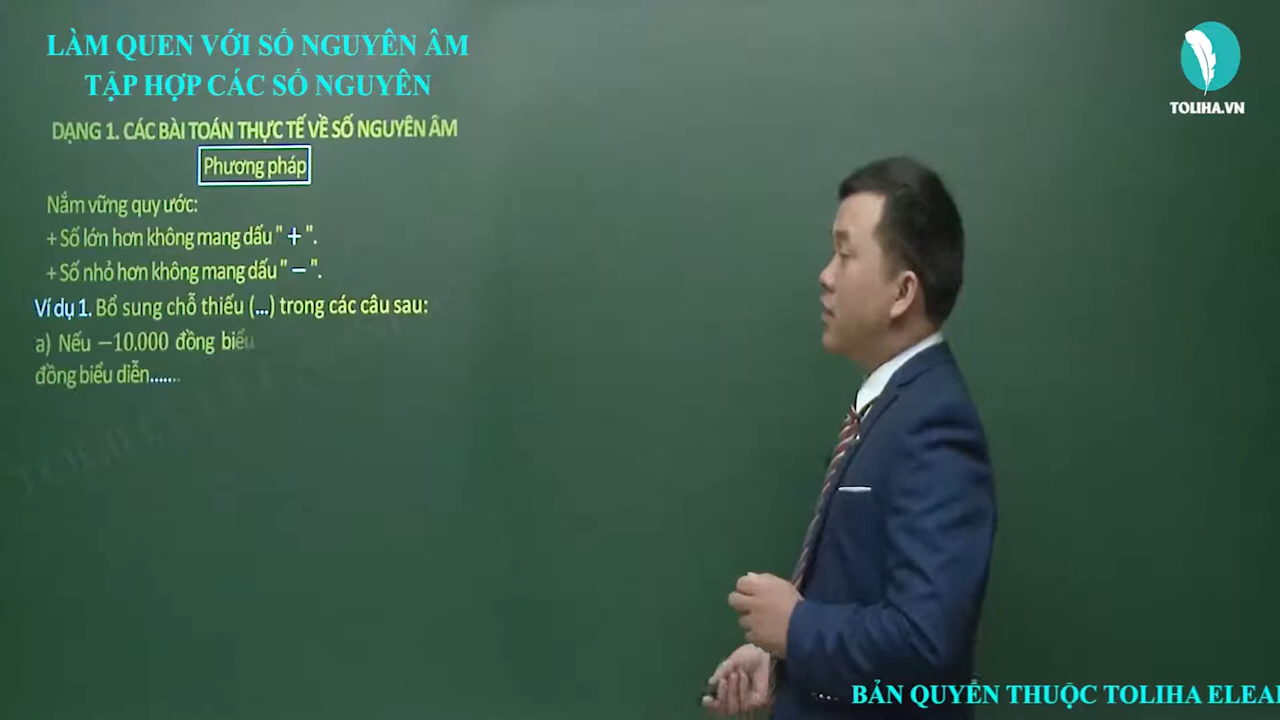 LÀM QUEN VỚI SỐ NGUYÊN ÂM
TẬP HỢP CÁC SỐ NGUYÊN
TOLIHA.VN
DẠNG 1. CÁC BÀI TOÁN THỰC TẾ VỀ SỐ NGUYÊN ÂM
Phương pháp
Nắm vững quy ước:
+ Số lớn hơn không mang dấu " + ".
+ Số nhỏ hơn không mang dấu " − ".
Ví dụ 1. Bổ sung chỗ thiếu (...) trong các câu sau:
a) Nếu −10.000 đồng biểu
đồng biểu diễn.......
BẢN QUYỀN THUỘC TOLIHA